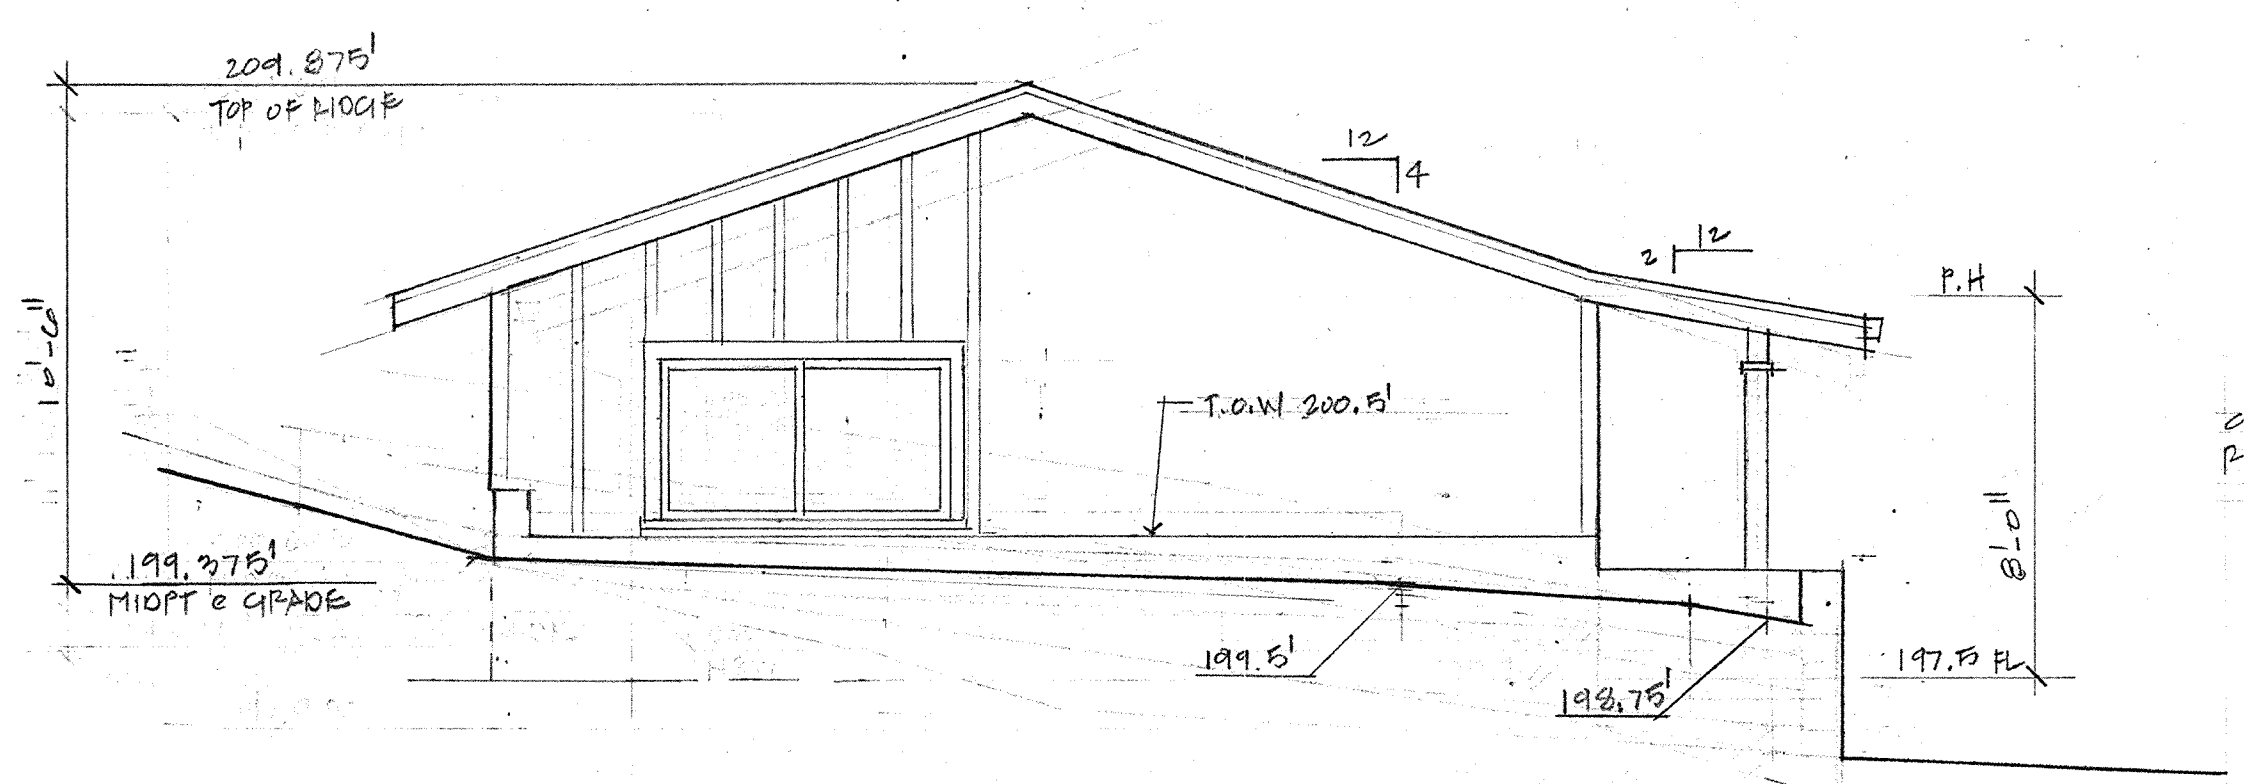 209.875'
TOP OF RIDGE
12
4
12
2
P.H
10'-6"
T.O.W 200.5'
8'-0"
199.375'
MIDPT @ GRADE
199.5'
197.5 FL
198.75'